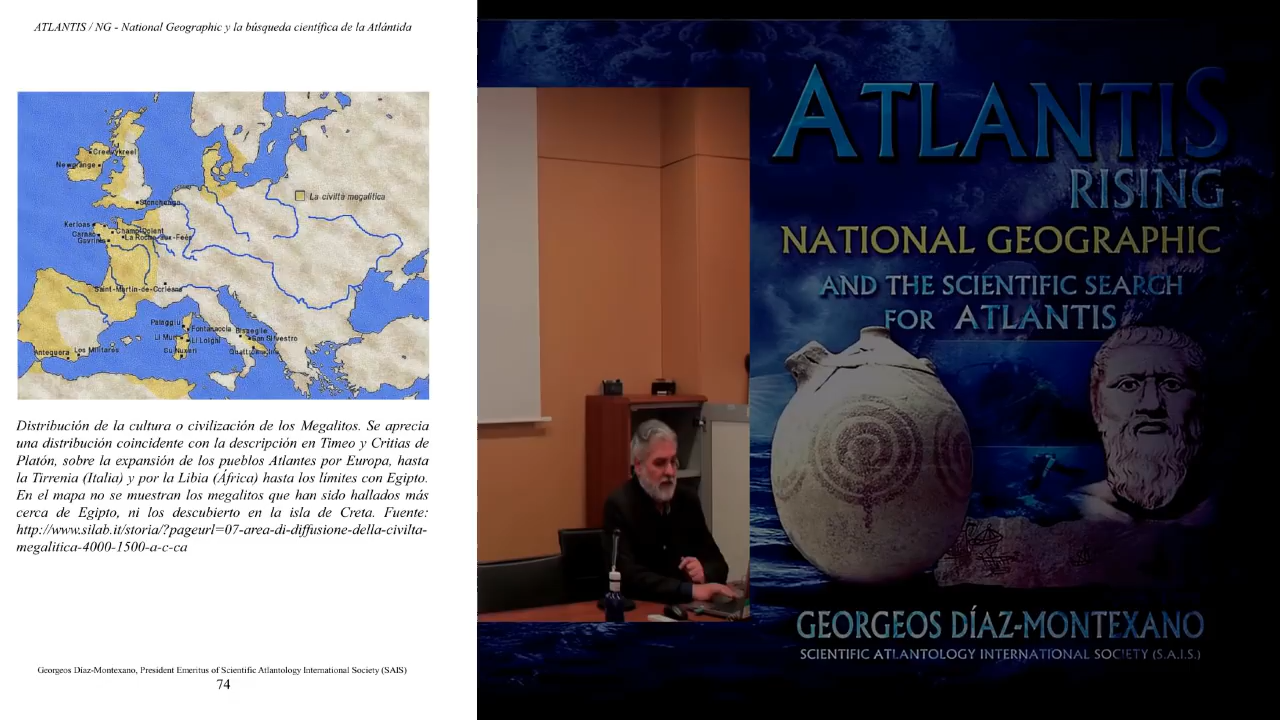 ATLANTIS / NG - National Geographic y la búsqueda científica de la Atlántida
Creevykreel
Newgrange
Stonehenge
La civiltà megalitica
Kerloas
Champ Dolent
Carnac
La Roche-aux-Fées
Gavrinis
Saint-Martin-de-Corléans
Palaggiu
Fontanaccia
Bisceglie
Li Muri
Li Lolghi
San Silvestro
Antequera
Los Millares
Distribución de la cultura o civilización de los Megalitos. Se aprecia
una distribución coincidente con la descripción en Timeo y Critias de
Platón, sobre la expansión de los pueblos Atlantes por Europa, hasta
la Tirrenia (Italia) y por la Libia (África) hasta los límites con Egipto.
En el mapa no se muestran los megalitos que han sido hallados más
cerca de Egipto, ni los descubierto en la isla de Creta. Fuente:
http://www.silab.it/storia/?pageurl=07-area-di-diffusione-della-civilta-
megalitica-4000-1500-a-c-ca
Georgeos Díaz-Montexano, President Emeritus of Scientific Atlantology International Society (SAIS)
74
ATLANTIS
RISING
NATIONAL GEOGRAPHIC
AND THE SCIENTIFIC SEARCH
FOR ATLANTIS
GEORGEOS DÍAZ-MONTEXANO
SCIENTIFIC ATLANTOLOGY INTERNATIONAL SOCIETY (S.A.I.S.)